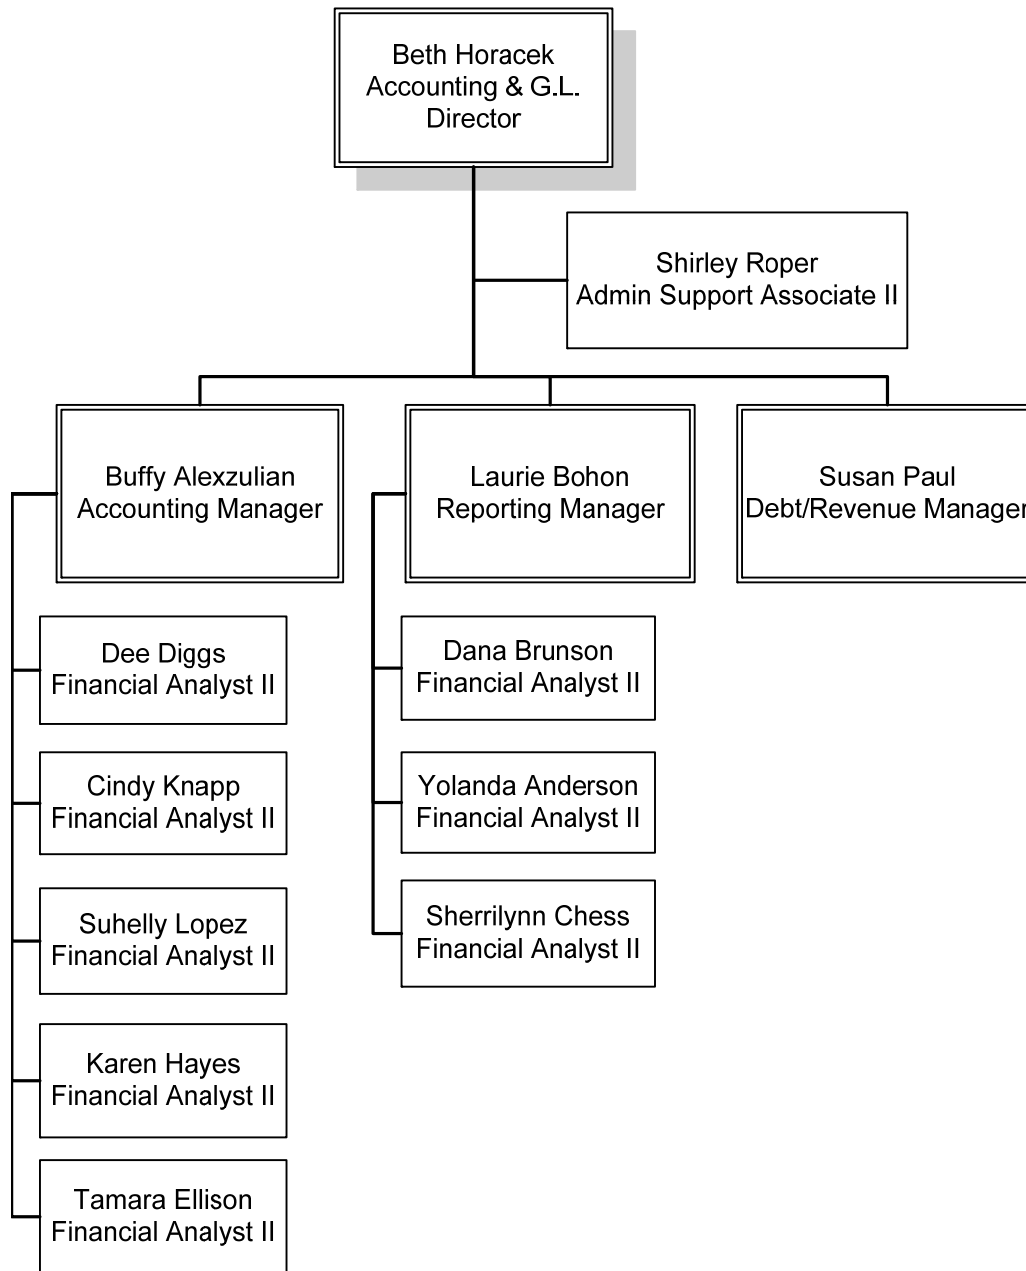 Beth Horacek
Accounting & G.L.
Director
Shirley Roper
Admin Support Associate II
Buffy Alexzulian
Accounting Manager
Laurie Bohon
Reporting Manager
Susan Paul
Debt/Revenue Manager
Dee Diggs
Financial Analyst II
Cindy Knapp
Financial Analyst II
Suhelly Lopez
Financial Analyst II
Karen Hayes
Financial Analyst II
Tamara Ellison
Financial Analyst II
Dana Brunson
Financial Analyst II
Yolanda Anderson
Financial Analyst II
Sherrilynn Chess
Financial Analyst II